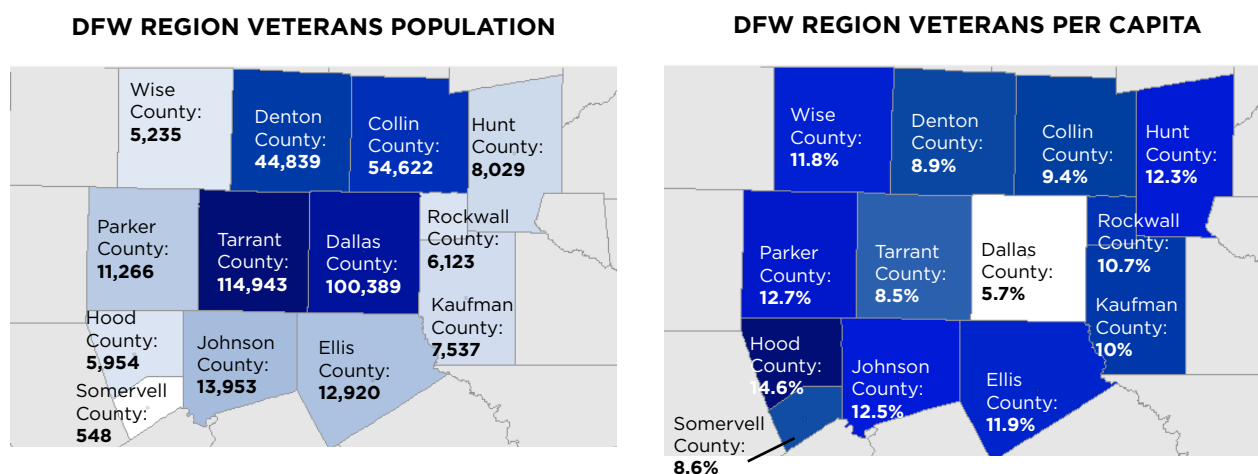 DFW REGION VETERANS POPULATION
Wise
County:
5,235
Denton
County:
44,839
Collin
County:
54,622
Hunt
County:
8,029
Parker
County:
11,266
Tarrant
County:
114,943
Dallas
County:
100,389
Rockwall
County:
6,123
Kaufman
County:
7,537
Hood
County:
5,954
Johnson
County:
13,953
Ellis
County:
12,920
Somervell
County:
548
DFW REGION VETERANS PER CAPITA
Wise
County:
11.8%
Denton
County:
8.9%
Collin
County:
9.4%
Hunt
County:
12.3%
Parker
County:
12.7%
Tarrant
County:
8.5%
Dallas
County:
5.7%
Rockwall
County:
10.7%
Kaufman
County:
10%
Hood
County:
14.6%
Johnson
County:
12.5%
Ellis
County:
11.9%
Somervell
County:
8.6%